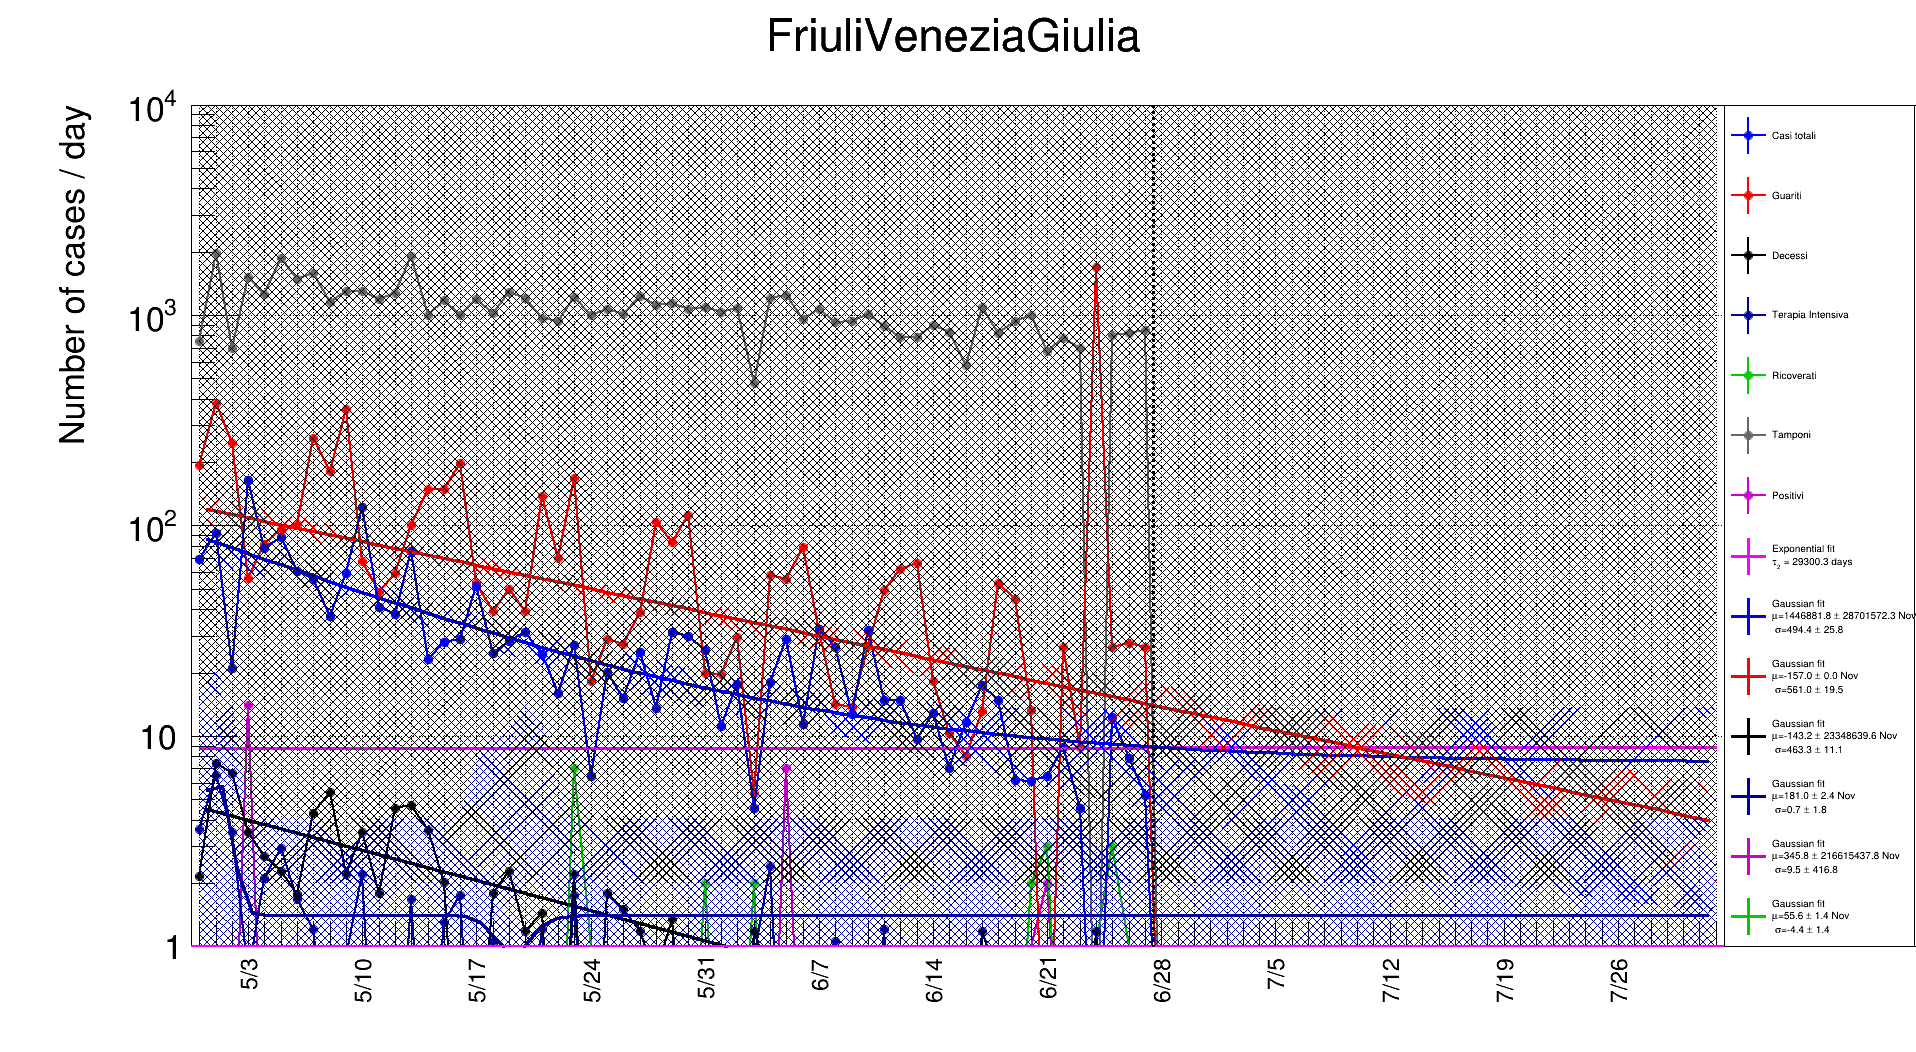 FriuliVeneziaGiulia
Number of cases / day
10^4
10^3
10^2
10
1
5/3
5/10
5/17
5/24
5/31
6/7
6/14
6/21
6/28
7/5
7/12
7/19
7/26
Casi totali
Guariti
Decessi
Terapia Intensiva
Ricoverati
Tamponi
Positivi
Exponential fit
τ₂ = 29300.3 days
Gaussian fit
μ=1446881.8 ± 28701572.3 Nov
σ=494.4 ± 25.8
Gaussian fit
μ=-157.0 ± 0.0 Nov
σ=561.0 ± 19.5
Gaussian fit
μ=-143.2 ± 23348639.6 Nov
σ=463.3 ± 11.1
Gaussian fit
μ=181.0 ± 2.4 Nov
σ=0.7 ± 1.8
Gaussian fit
μ=345.8 ± 216615437.8 Nov
σ=9.5 ± 416.8
Gaussian fit
μ=55.6 ± 1.4 Nov
σ=-4.4 ± 1.4